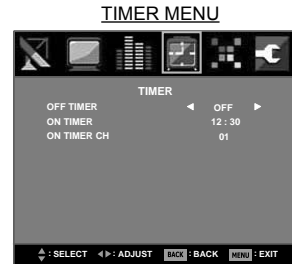 TIMER MENU
TIMER
OFF TIMER ◄ OFF ►
ON TIMER 12 : 30
ON TIMER CH 01
: SELECT : ADJUST BACK : BACK MENU : EXIT